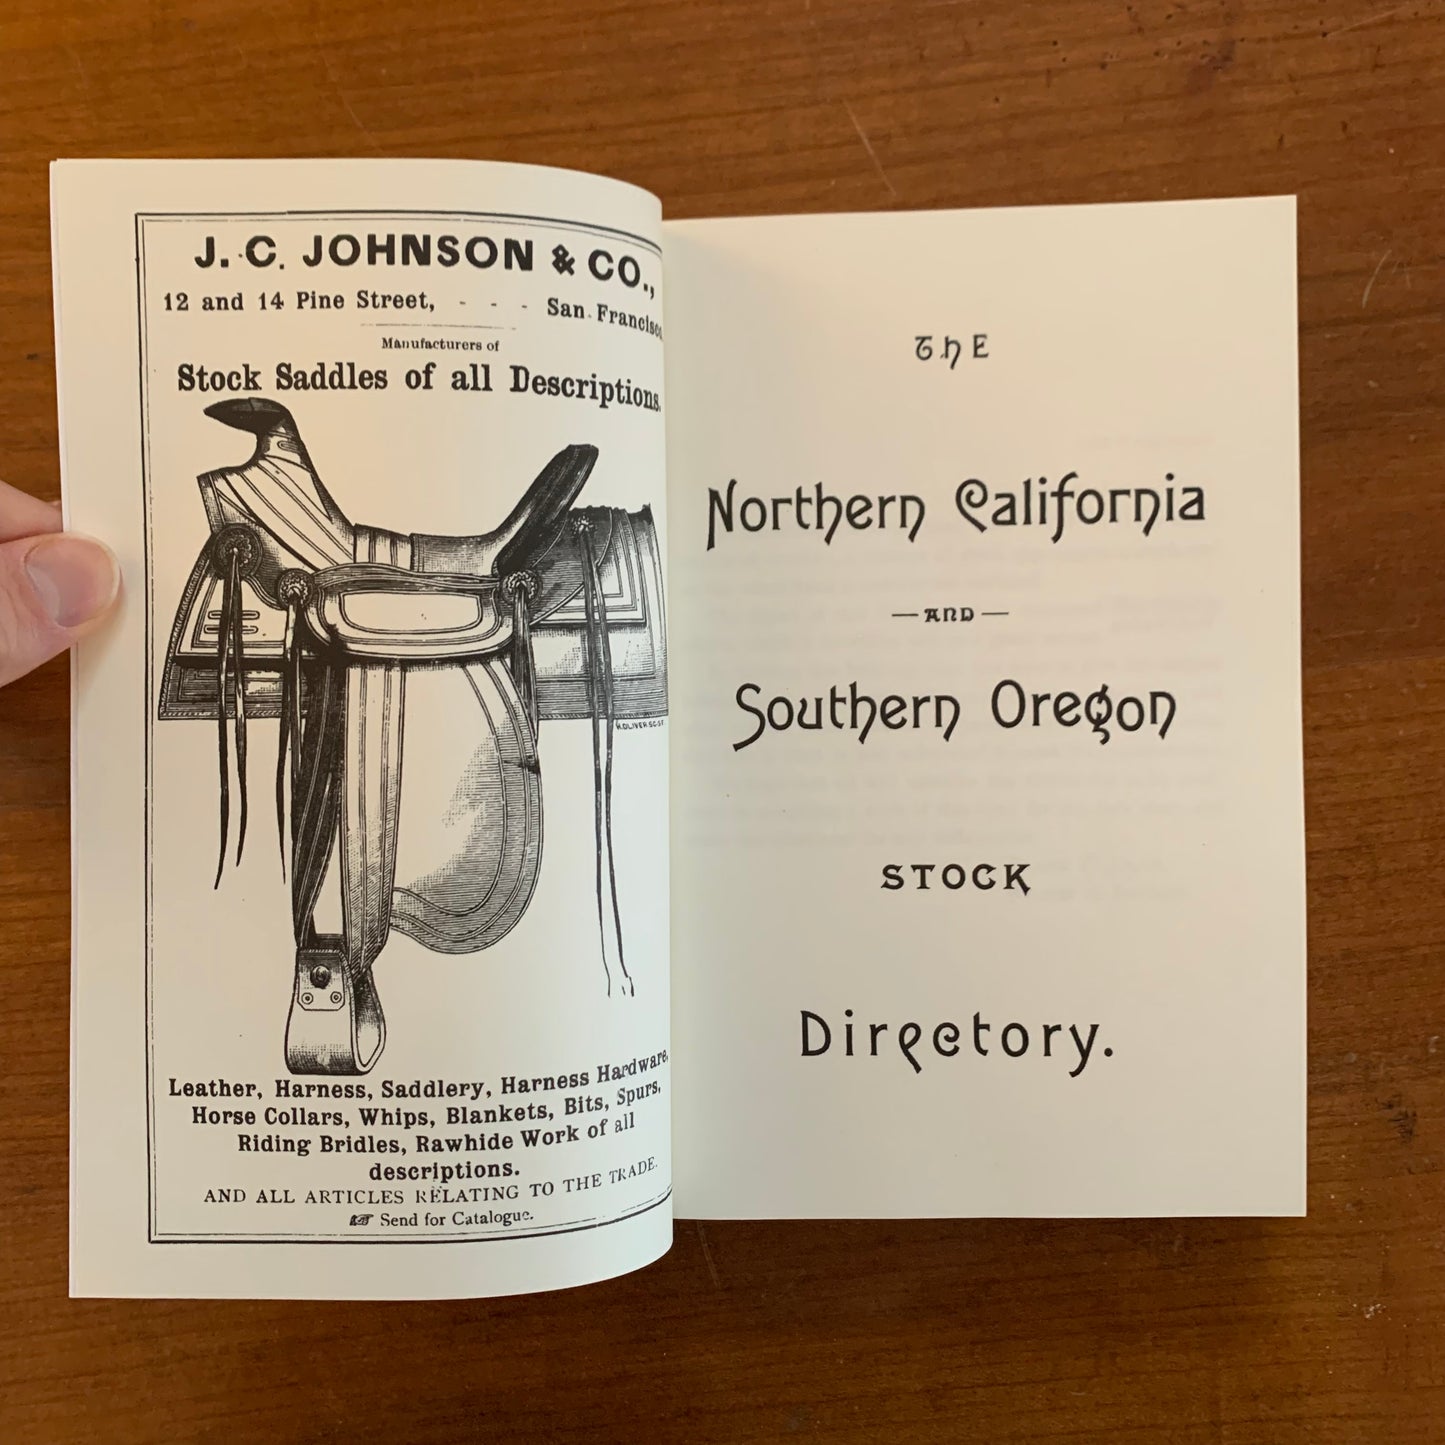 J. C. JOHNSON & CO.,
12 and 14 Pine Street, - - - San Francisco
Manufacturers of
Stock Saddles of all Descriptions.
Leather, Harness, Saddlery, Harness Hardware,
Horse Collars, Whips, Blankets, Bits, Spurs,
Riding Bridles, Rawhide Work of all
descriptions.
AND ALL ARTICLES RELATING TO THE TRADE.
☞ Send for Catalogue.
THE
Northern California
—AND—
Southern Oregon
STOCK
Directory.